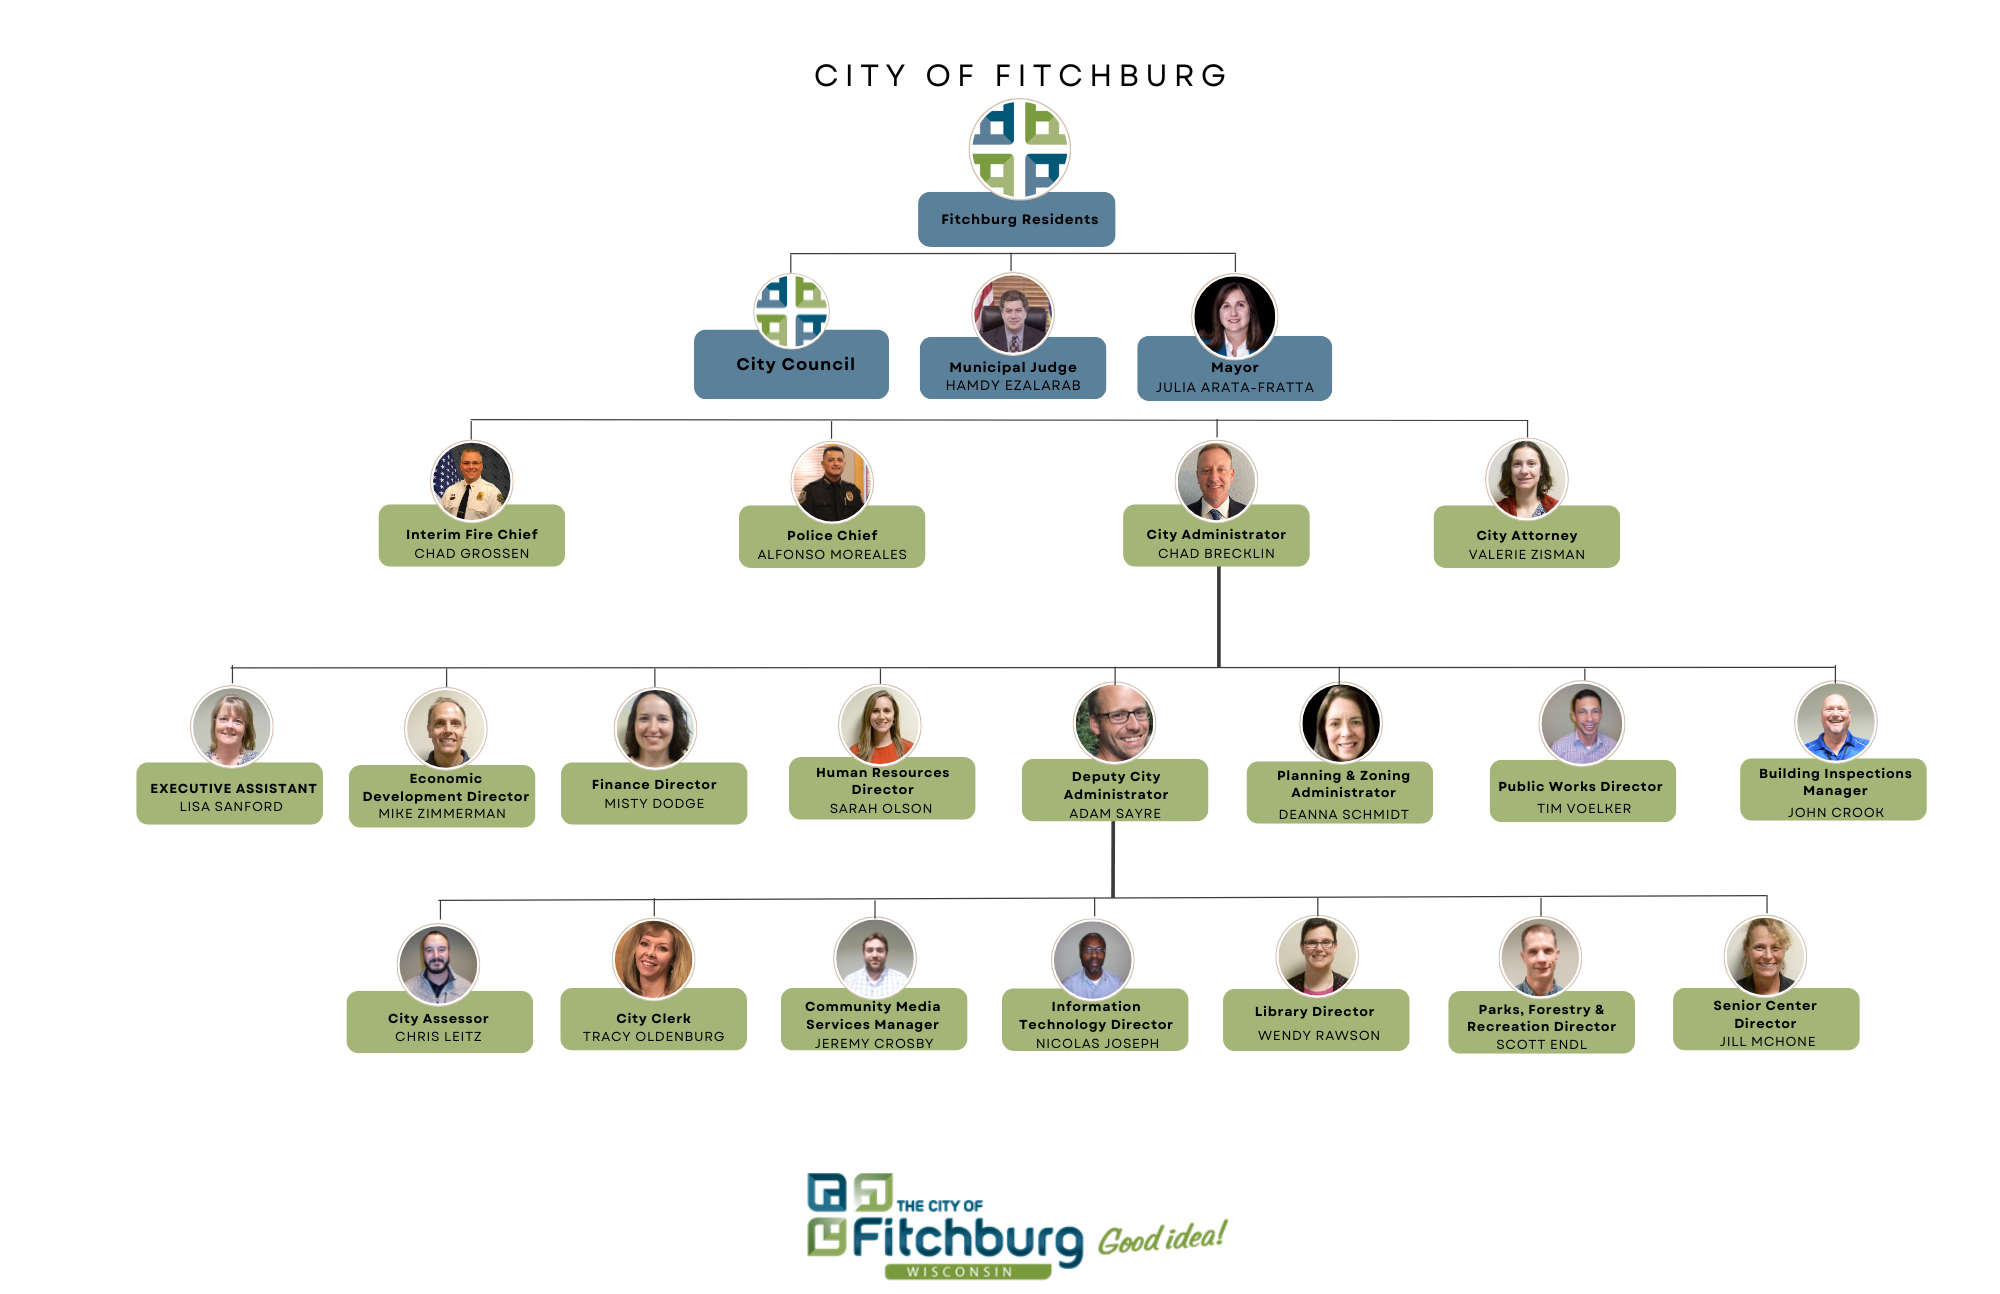 CITY OF FITCHBURG
Fitchburg Residents
City Council
Municipal Judge
HAMDY EZALARAB
Mayor
JULIA ARATA-FRATTA
Interim Fire Chief
CHAD GROSSEN
Police Chief
ALFONSO MOREALES
City Administrator
CHAD BRECKLIN
City Attorney
VALERIE ZISMAN
EXECUTIVE ASSISTANT
LISA SANFORD
Economic
Development Director
MIKE ZIMMERMAN
Finance Director
MISTY DODGE
Human Resources
Director
SARAH OLSON
Deputy City
Administrator
ADAM SAYRE
Planning & Zoning
Administrator
DEANNA SCHMIDT
Public Works Director
TIM VOELKER
Building Inspections
Manager
JOHN CROOK
City Assessor
CHRIS LEITZ
City Clerk
TRACY OLDENBURG
Community Media
Services Manager
JEREMY CROSBY
Information
Technology Director
NICOLAS JOSEPH
Library Director
WENDY RAWSON
Parks, Forestry &
Recreation Director
SCOTT ENDL
Senior Center
Director
JILL MCHONE
THE CITY OF
Fitchburg Good idea!
WISCONSIN